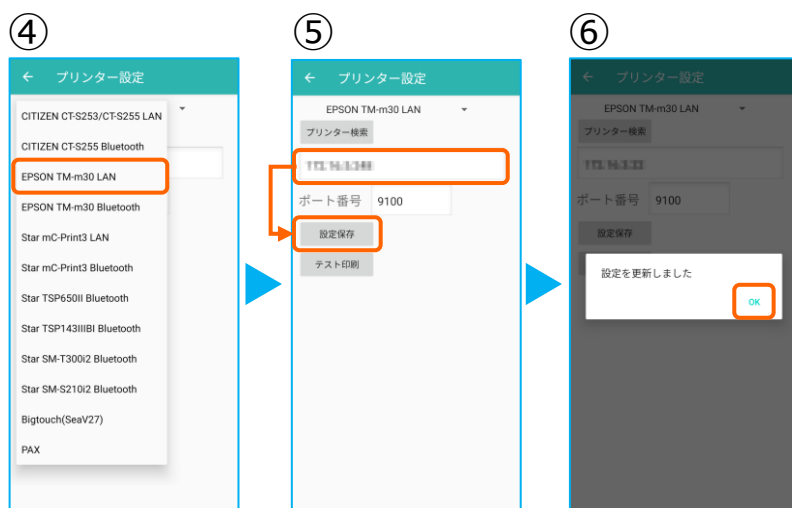 ④
← プリンター設定
CITIZEN CT-S253/CT-S255 LAN
CITIZEN CT-S255 Bluetooth
EPSON TM-m30 LAN
EPSON TM-m30 Bluetooth
Star mC-Print3 LAN
Star mC-Print3 Bluetooth
Star TSP650II Bluetooth
Star TSP143IIIBI Bluetooth
Star SM-T300i2 Bluetooth
Star SM-S210i2 Bluetooth
Bigtouch(SeaV27)
PAX
⑤
← プリンター設定
EPSON TM-m30 LAN
プリンター検索
ポート番号 9100
設定保存
テスト印刷
⑥
← プリンター設定
EPSON TM-m30 LAN
プリンター検索
ポート番号 9100
設定保存
設定を更新しました
OK